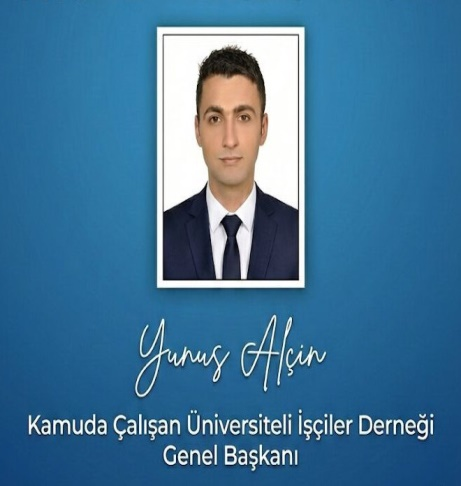 Yunus Alçin
Kamuda Çalışan Üniversiteli İşçiler Derneği
Genel Başkanı